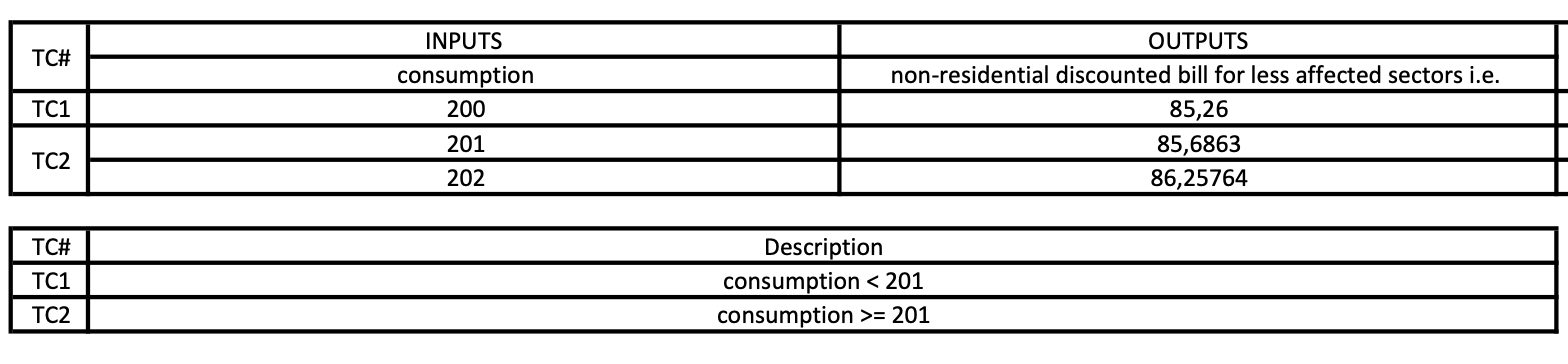 TC# INPUTS OUTPUTS
consumption non-residential discounted bill for less affected sectors i.e.
TC1 200 85,26
TC2 201 85,6863
202 86,25764
TC# Description
TC1 consumption < 201
TC2 consumption >= 201